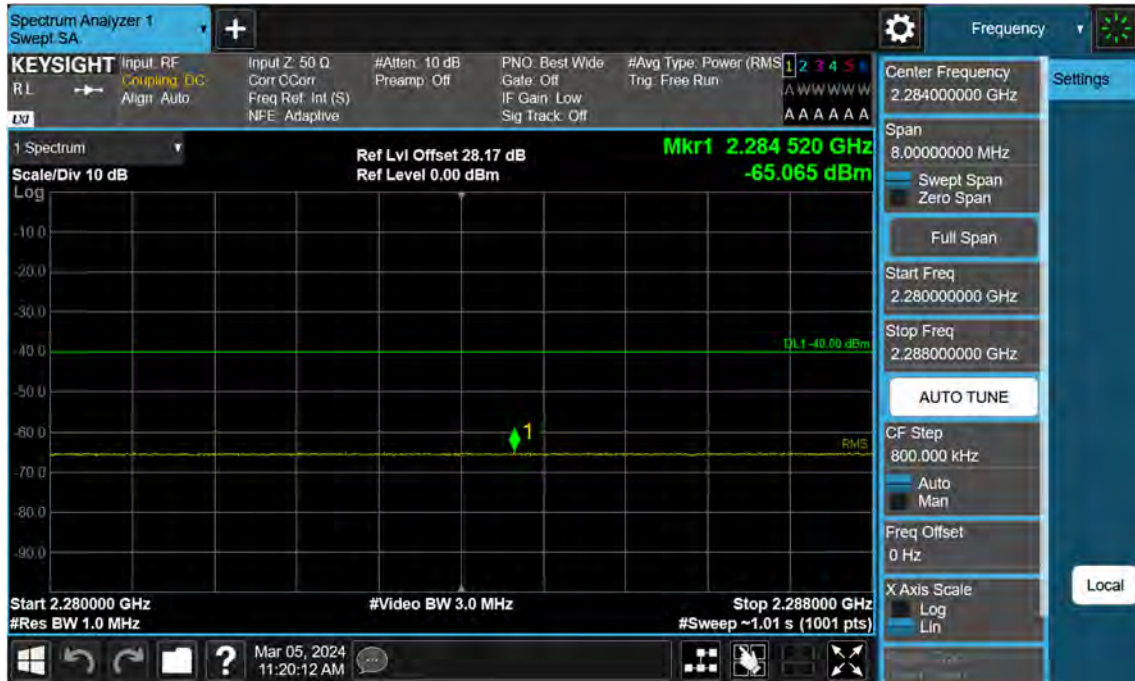 Spectrum Analyzer 1
Swept SA
Frequency
KEYSIGHT
RL
LXI
Input: RF
Coupling: DC
Align: Auto
Input Z: 50 Ω
Corr CCorr
Freq Ref: Int (S)
NFE: Adaptive
#Atten: 10 dB
Preamp: Off
PNO: Best Wide
Gate: Off
IF Gain: Low
Sig Track: Off
#Avg Type: Power (RMS
Trig: Free Run
1 2 3 4 5 6
A W W W W W
A A A A A A
1 Spectrum
Scale/Div 10 dB
Log
Ref Lvl Offset 28.17 dB
Ref Level 0.00 dBm
Mkr1 2.284 520 GHz
-65.065 dBm
-10.0
-20.0
-30.0
-40.0
-50.0
-60.0
-70.0
-80.0
-90.0
DL1 -40.00 dBm
1
RMS
Start 2.280000 GHz
#Res BW 1.0 MHz
#Video BW 3.0 MHz
Stop 2.288000 GHz
#Sweep ~1.01 s (1001 pts)
Center Frequency
2.284000000 GHz
Settings
Span
8.00000000 MHz
Swept Span
Zero Span
Full Span
Start Freq
2.280000000 GHz
Stop Freq
2.288000000 GHz
AUTO TUNE
CF Step
800.000 kHz
Auto
Man
Freq Offset
0 Hz
X Axis Scale
Log
Lin
Local
?
Mar 05, 2024
11:20:12 AM